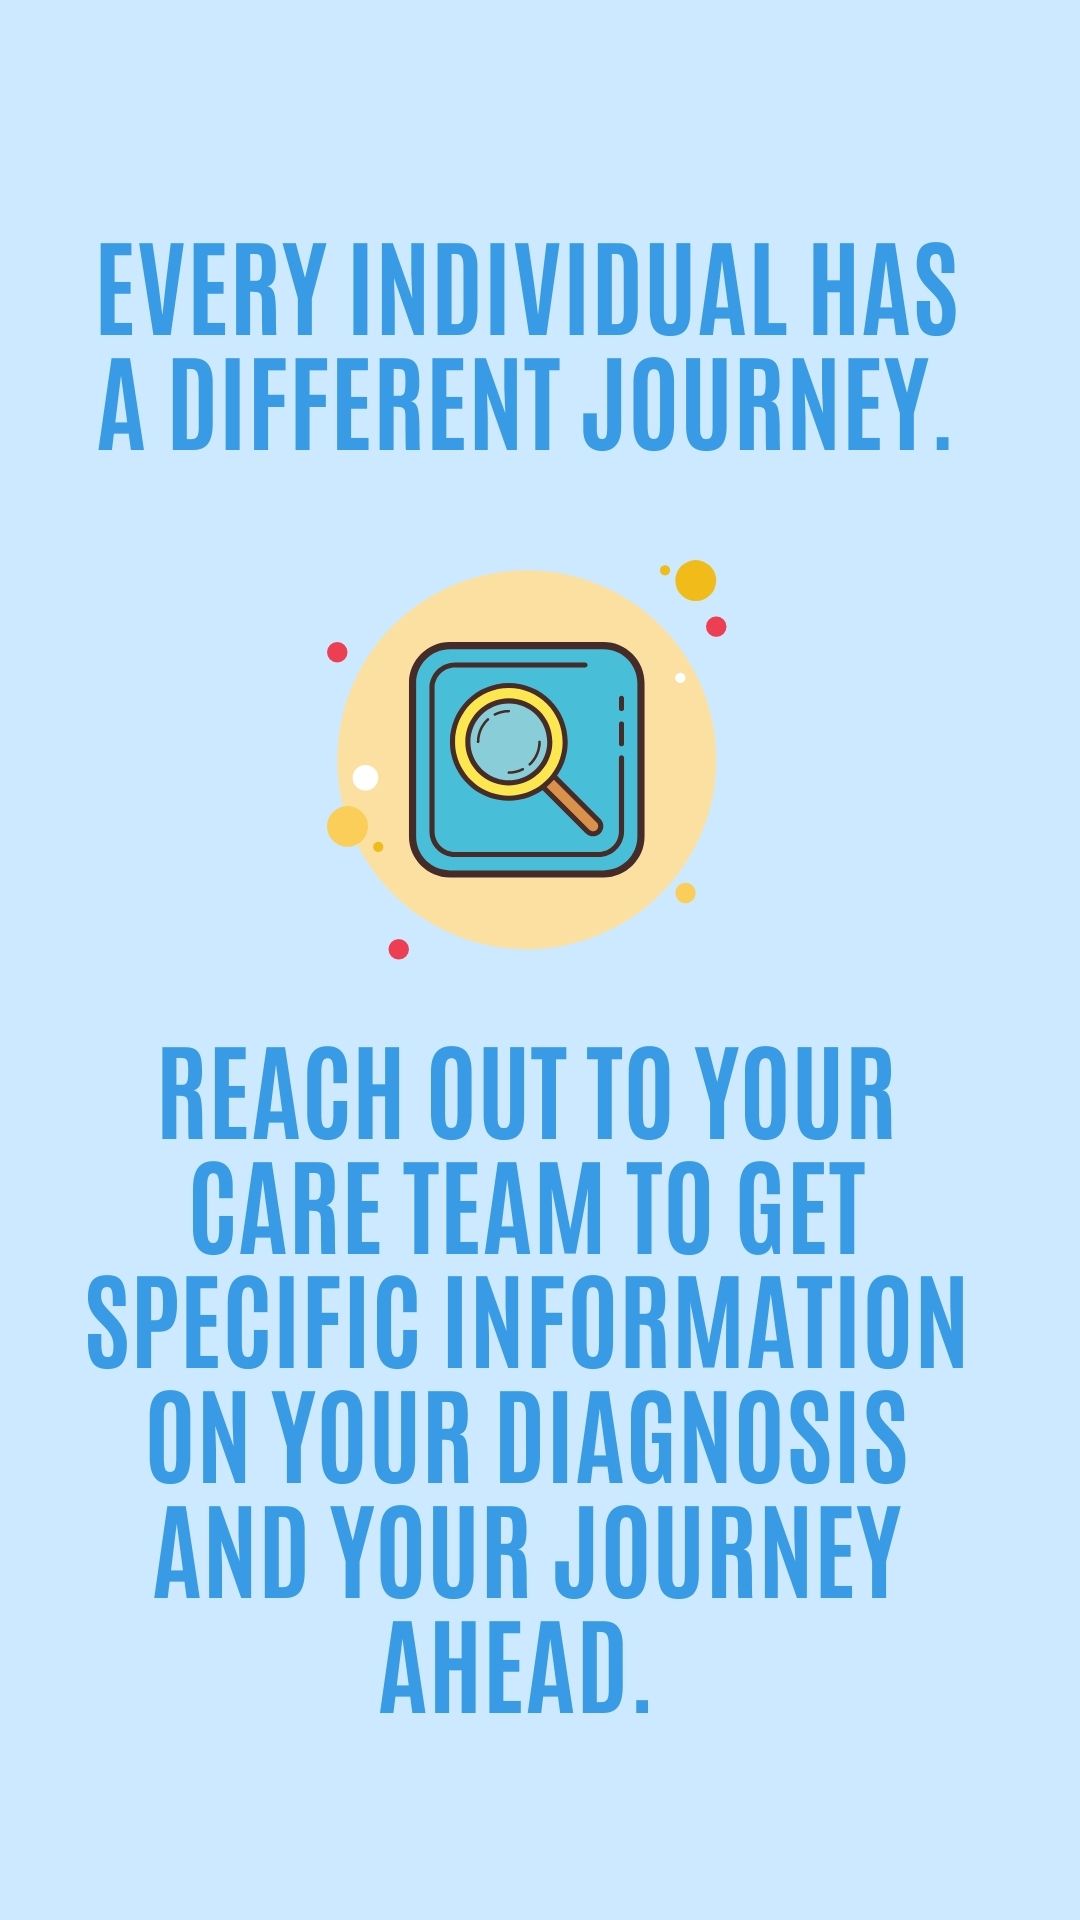 EVERY INDIVIDUAL HAS
A DIFFERENT JOURNEY.
REACH OUT TO YOUR
CARE TEAM TO GET
SPECIFIC INFORMATION
ON YOUR DIAGNOSIS
AND YOUR JOURNEY
AHEAD.